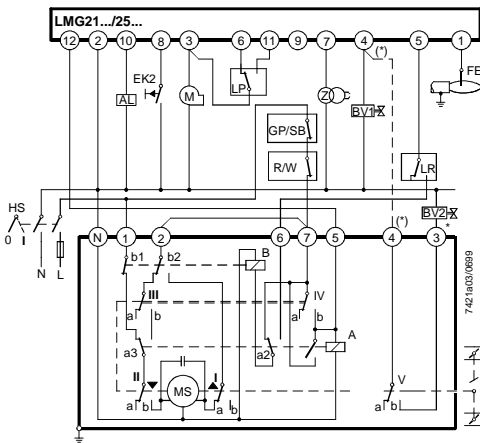 LMG21.../25...
12 2 10 8 3 6 11 9 7 4 5 1
(*)
EK2
FE
AL
M
LP
Z
C
BV1
GP/SB
R/W
LR
HS
0 I
N L
BV2
*
N 1 2 6 7 5 4 3
(*)
b1 b2
B
III
IV
a b
a b
A
a3
a2
II
I
V
MS
a b
a b
a b
7421a03/0699